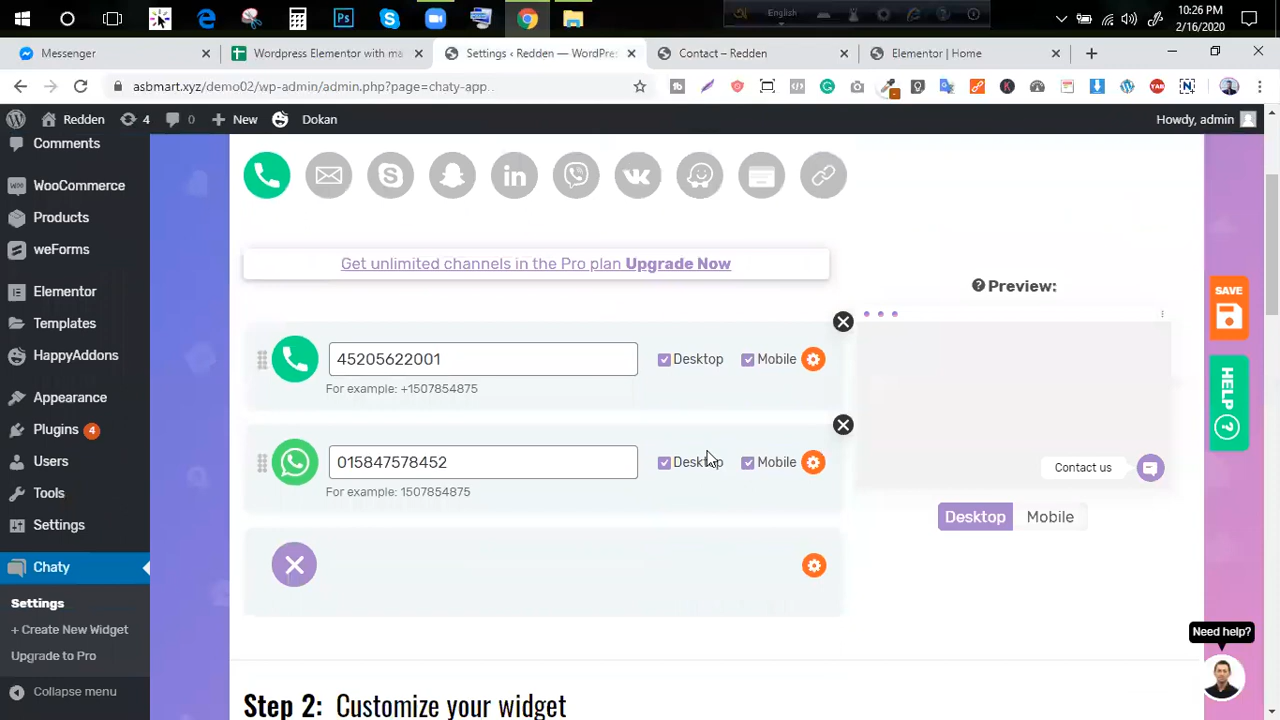 English
10:26 PM
2/16/2020
Messenger
Wordpress Elementor with ma
Settings ‹ Redden — WordPres
Contact – Redden
Elementor | Home
asbmart.xyz/demo02/wp-admin/admin.php?page=chaty-app..
Redden
4
0
New
Dokan
Howdy, admin
Comments
WooCommerce
Products
weForms
Elementor
Templates
HappyAddons
Appearance
Plugins 4
Users
Tools
Settings
Chaty
Settings
+ Create New Widget
Upgrade to Pro
Collapse menu
Get unlimited channels in the Pro plan Upgrade Now
Preview:
45205622001
Desktop
Mobile
For example: +1507854875
015847578452
Desktop
Mobile
For example: 1507854875
Contact us
Desktop
Mobile
SAVE
HELP
Need help?
Step 2: Customize your widget